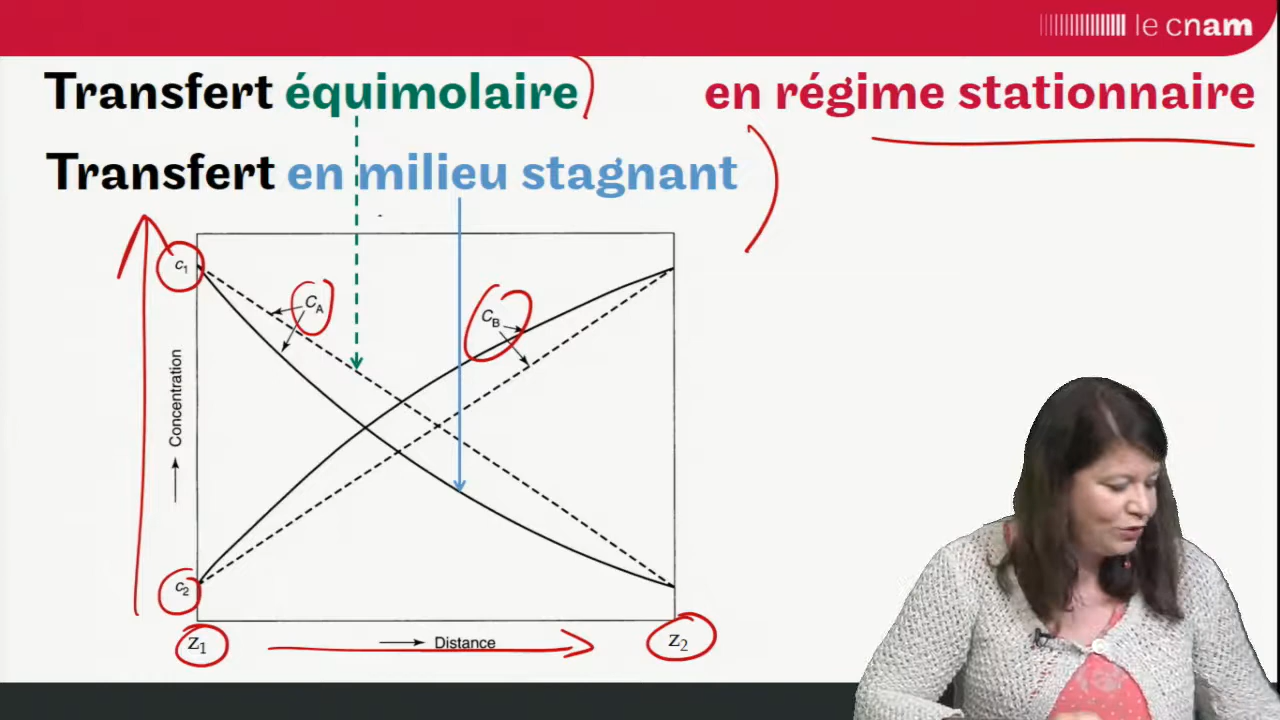 le cnam
Transfert équimolaire
en régime stationnaire
Transfert en milieu stagnant
c1
CA
CB
Concentration
c2
z1
Distance
z2